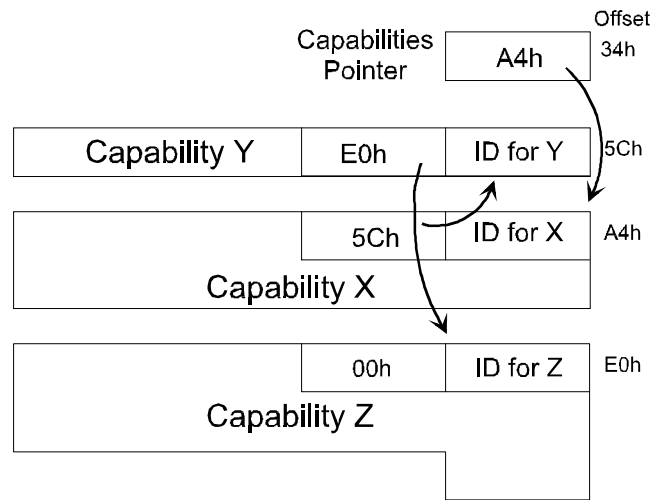 Offset
Capabilities
Pointer
A4h
34h
Capability Y
E0h
ID for Y
5Ch
5Ch
ID for X
A4h
Capability X
00h
ID for Z
E0h
Capability Z